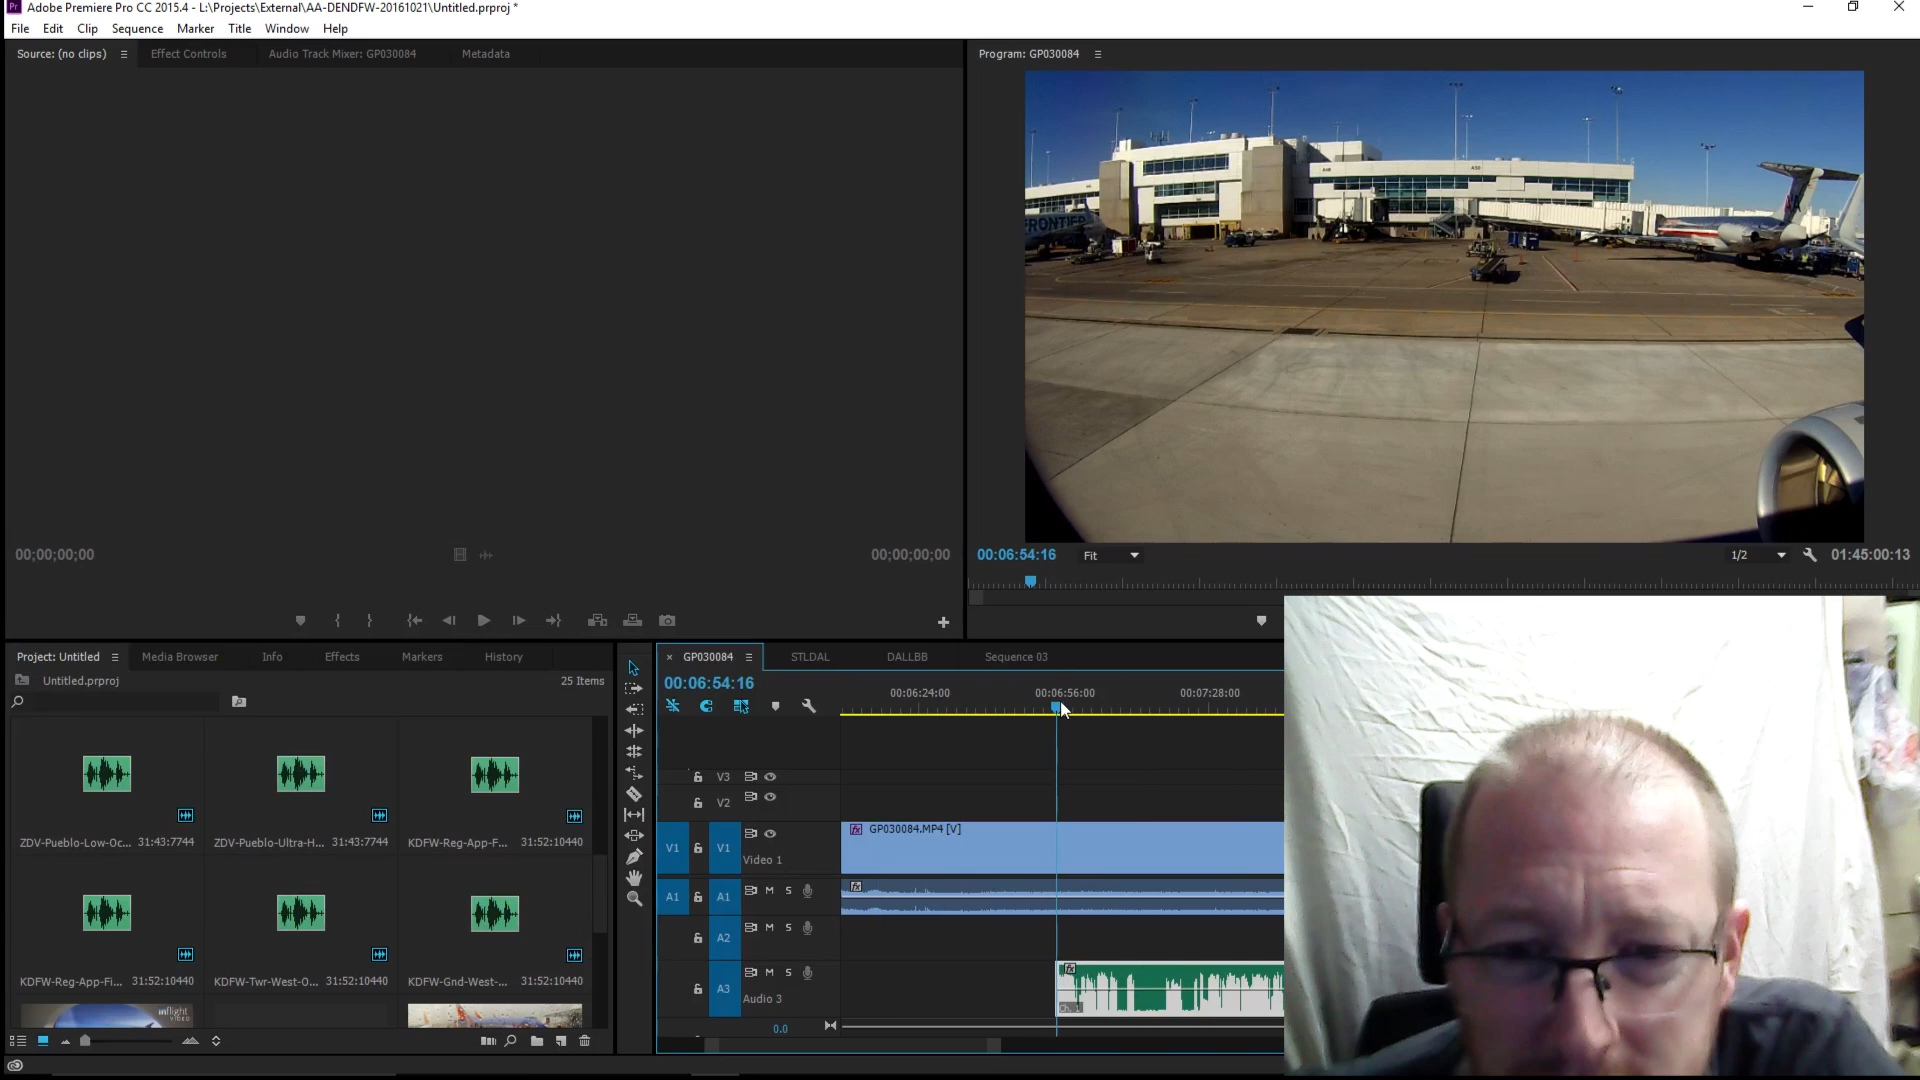 Adobe Premiere Pro CC 2015.4 - L:\Projects\External\AA-DENDFW-20161021\Untitled.prproj *
File Edit Clip Sequence Marker Title Window Help
Source: (no clips) Effect Controls Audio Track Mixer: GP030084 Metadata
Program: GP030084
FRONTIER
00;00;00;00 00;00;00;00
00:06:54:16 Fit 1/2 01:45:00:13
Project: Untitled Media Browser Info Effects Markers History
Untitled.prproj 25 Items
ZDV-Pueblo-Low-Oc... 31:43:7744
ZDV-Pueblo-Ultra-H... 31:43:7744
KDFW-Reg-App-F... 31:52:10440
KDFW-Reg-App-Fi... 31:52:10440
KDFW-Twr-West-O... 31:52:10440
KDFW-Gnd-West-... 31:52:10440
inflight
VIDEO
× GP030084 STLDAL DALLBB Sequence 03
00:06:54:16
00:06:24:00 00:06:56:00 00:07:28:00
V3
V2
V1 V1 Video 1
GP030084.MP4 [V]
A1 A1 M S
A2 M S
A3 M S
Audio 3
Ch. 1
0.0